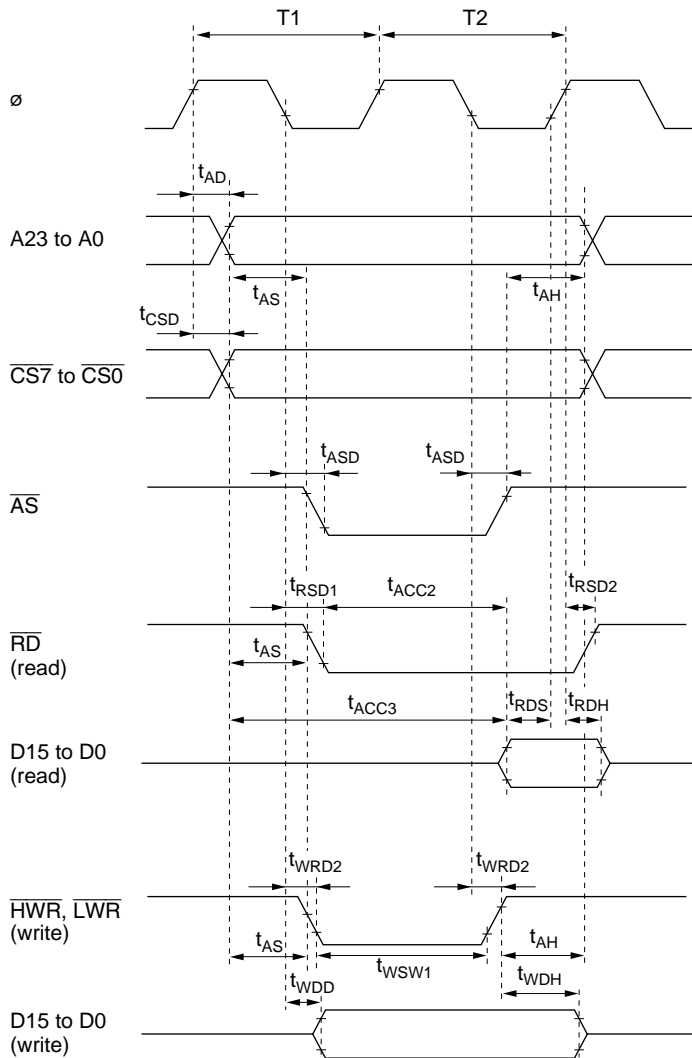 T1 T2
ø
tAD
A23 to A0
tAS tAH
tCSD
CS7 to CS0
tASD tASD
AS
tRSD1 tACC2 tRSD2
RD
(read)
tAS
tACC3 tRDS tRDH
D15 to D0
(read)
tWRD2 tWRD2
HWR, LWR
(write)
tAS tWSW1 tAH
tWDD tWDH
D15 to D0
(write)